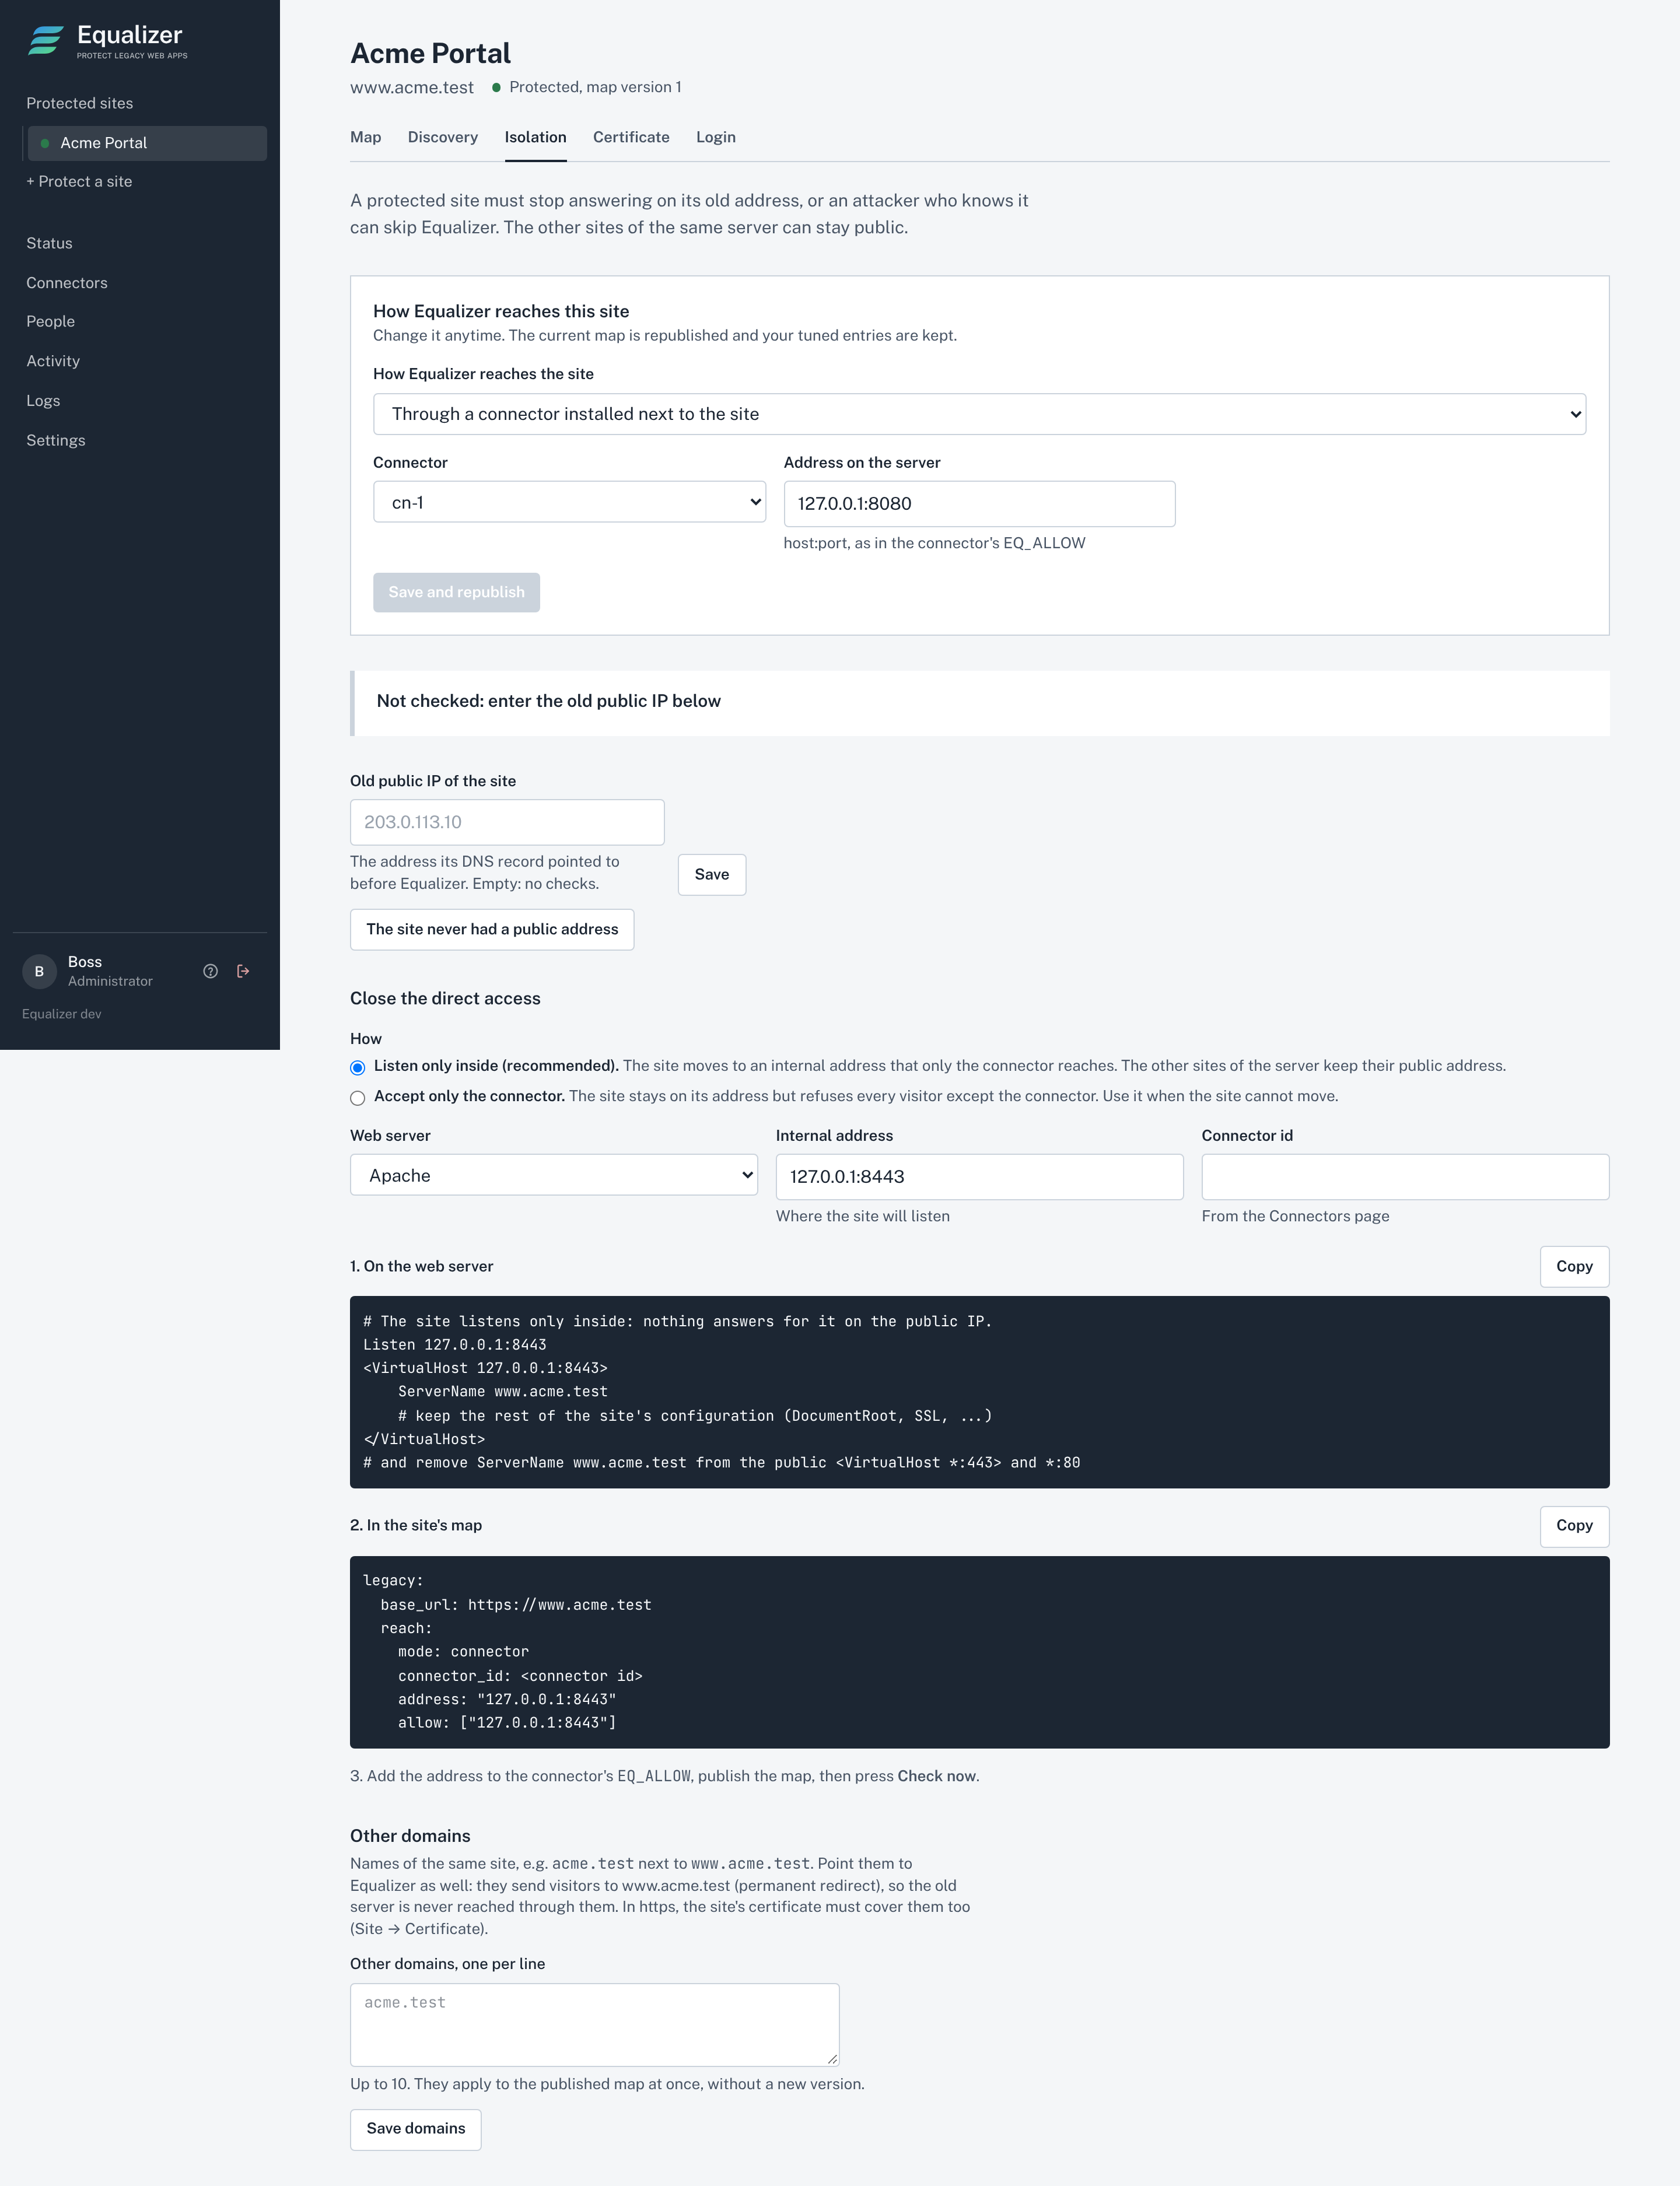 Equalizer
PROTECT LEGACY WEB APPS
Protected sites
Acme Portal
+ Protect a site
Status
Connectors
People
Activity
Logs
Settings
B
Boss
Administrator
?
Equalizer dev
Acme Portal
www.acme.test
Protected, map version 1
Map
Discovery
Isolation
Certificate
Login
A protected site must stop answering on its old address, or an attacker who knows it
can skip Equalizer. The other sites of the same server can stay public.
How Equalizer reaches this site
Change it anytime. The current map is republished and your tuned entries are kept.
How Equalizer reaches the site
Through a connector installed next to the site
Connector
Address on the server
cn-1
127.0.0.1:8080
host:port, as in the connector's EQ_ALLOW
Save and republish
Not checked: enter the old public IP below
Old public IP of the site
203.0.113.10
The address its DNS record pointed to
before Equalizer. Empty: no checks.
Save
The site never had a public address
Close the direct access
How
Listen only inside (recommended). The site moves to an internal address that only the connector reaches. The other sites of the server keep their public address.
Accept only the connector. The site stays on its address but refuses every visitor except the connector. Use it when the site cannot move.
Web server
Internal address
Connector id
Apache
127.0.0.1:8443
Where the site will listen
From the Connectors page
1. On the web server
Copy
# The site listens only inside: nothing answers for it on the public IP.
Listen 127.0.0.1:8443
<VirtualHost 127.0.0.1:8443>
    ServerName www.acme.test
    # keep the rest of the site's configuration (DocumentRoot, SSL, ...)
</VirtualHost>
# and remove ServerName www.acme.test from the public <VirtualHost *:443> and *:80
2. In the site's map
Copy
legacy:
  base_url: https://www.acme.test
  reach:
    mode: connector
    connector_id: <connector id>
    address: "127.0.0.1:8443"
    allow: ["127.0.0.1:8443"]
3. Add the address to the connector's EQ_ALLOW, publish the map, then press Check now.
Other domains
Names of the same site, e.g. acme.test next to www.acme.test. Point them to
Equalizer as well: they send visitors to www.acme.test (permanent redirect), so the old
server is never reached through them. In https, the site's certificate must cover them too
(Site → Certificate).
Other domains, one per line
acme.test
Up to 10. They apply to the published map at once, without a new version.
Save domains